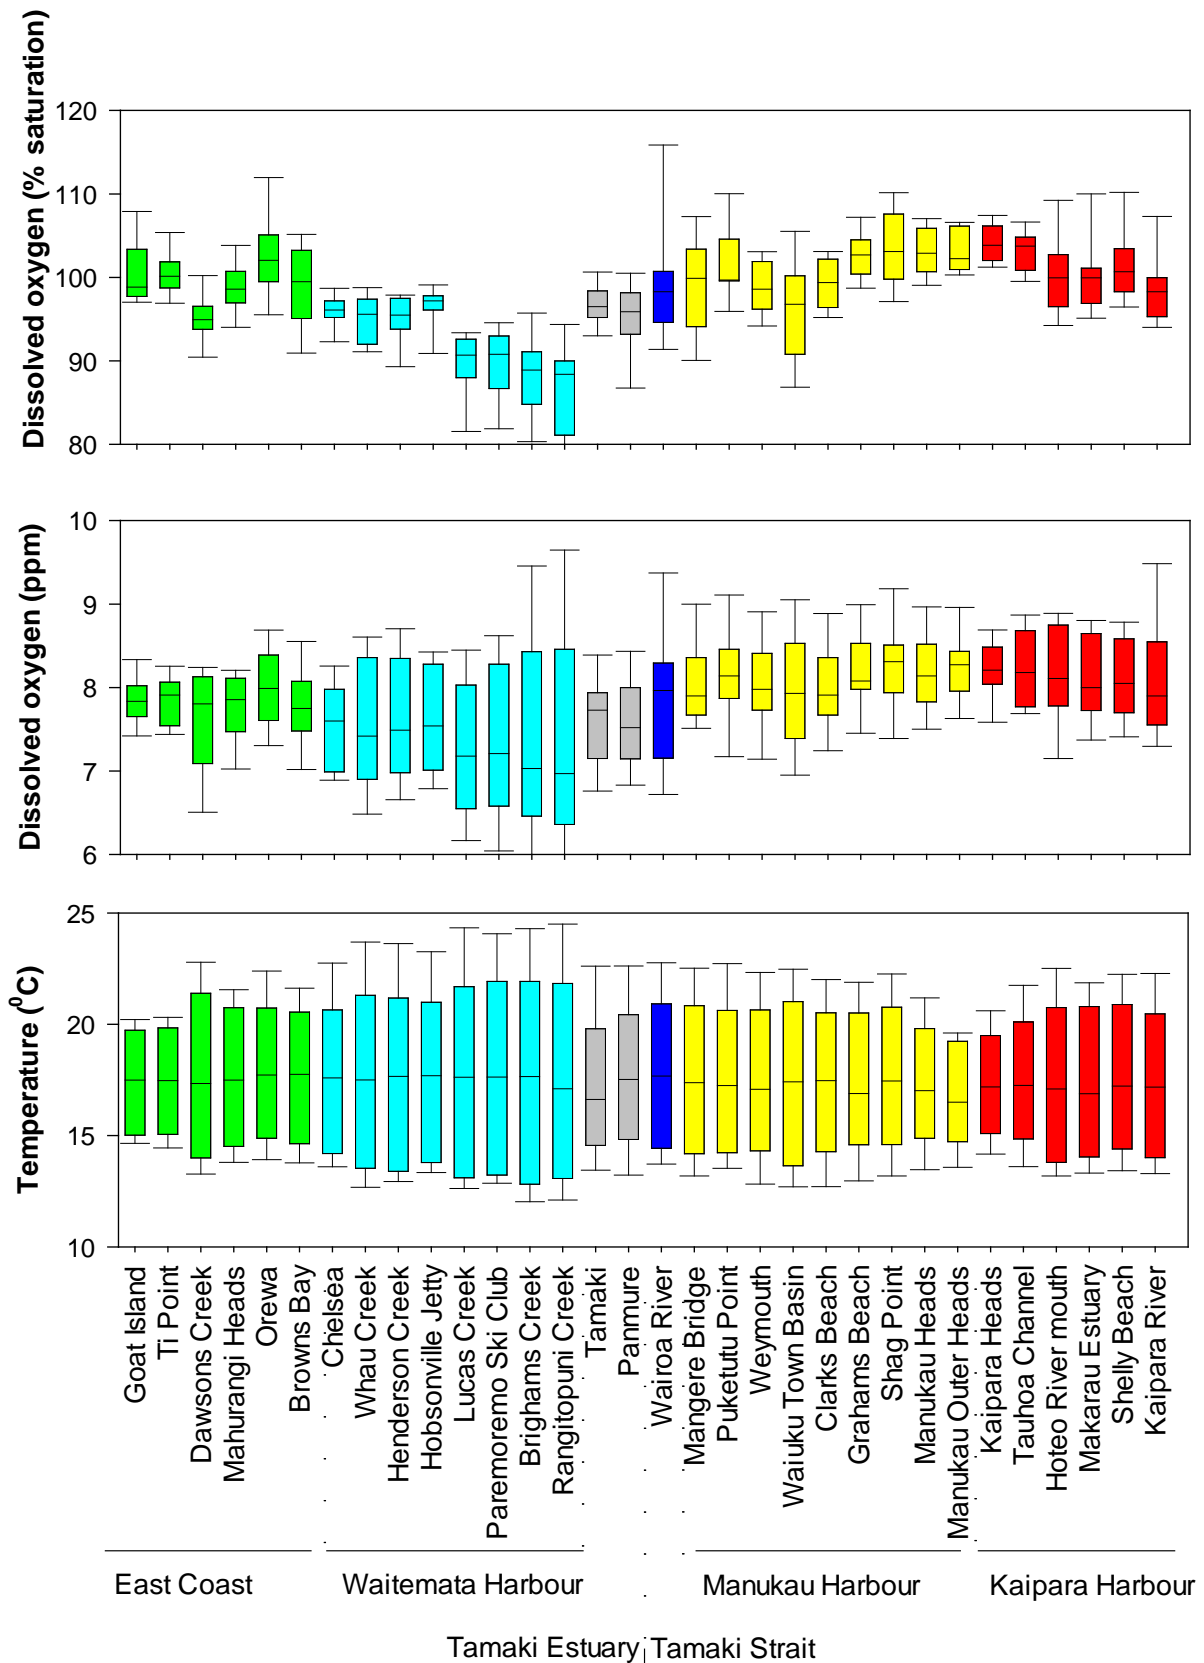 Dissolved oxygen (% saturation)
120
110
100
90
80
Dissolved oxygen (ppm)
10
9
8
7
6
Temperature (⁰C)
25
20
15
10
Goat Island
Ti Point
Dawsons Creek
Mahurangi Heads
Orewa
Browns Bay
Chelsea
Whau Creek
Henderson Creek
Hobsonville Jetty
Lucas Creek
Paremoremo Ski Club
Brighams Creek
Rangitopuni Creek
Tamaki
Panmure
Wairoa River
Mangere Bridge
Puketutu Point
Weymouth
Waiuku Town Basin
Clarks Beach
Grahams Beach
Shag Point
Manukau Heads
Manukau Outer Heads
Kaipara Heads
Tauhoa Channel
Hoteo River mouth
Makarau Estuary
Shelly Beach
Kaipara River
East Coast
Waitemata Harbour
Manukau Harbour
Kaipara Harbour
Tamaki Estuary
Tamaki Strait